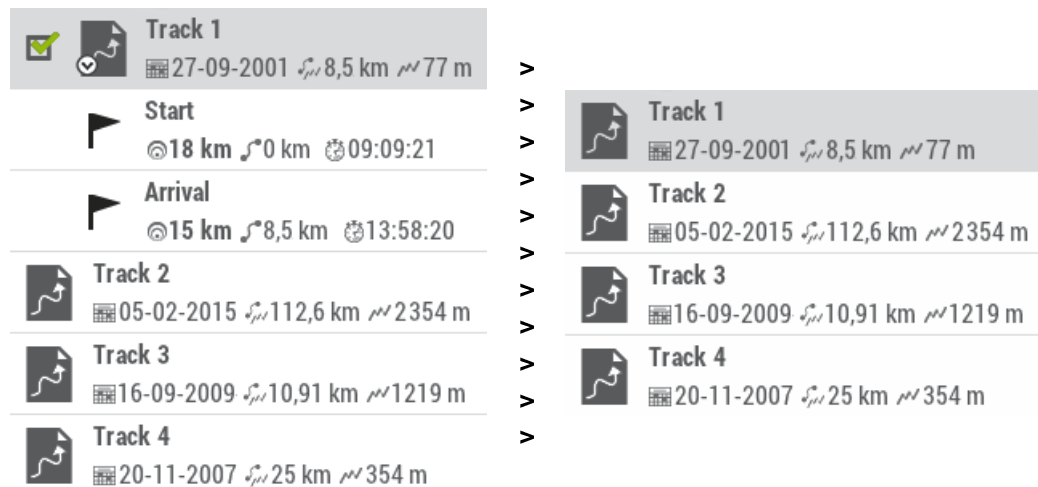 Track 1
27-09-2001 8,5 km 77 m
Start
18 km 0 km 09:09:21
Arrival
15 km 8,5 km 13:58:20
Track 2
05-02-2015 112,6 km 2354 m
Track 3
16-09-2009 10,91 km 1219 m
Track 4
20-11-2007 25 km 354 m
>
>
>
>
>
>
>
>
>
>
>
Track 1
27-09-2001 8,5 km 77 m
Track 2
05-02-2015 112,6 km 2354 m
Track 3
16-09-2009 10,91 km 1219 m
Track 4
20-11-2007 25 km 354 m